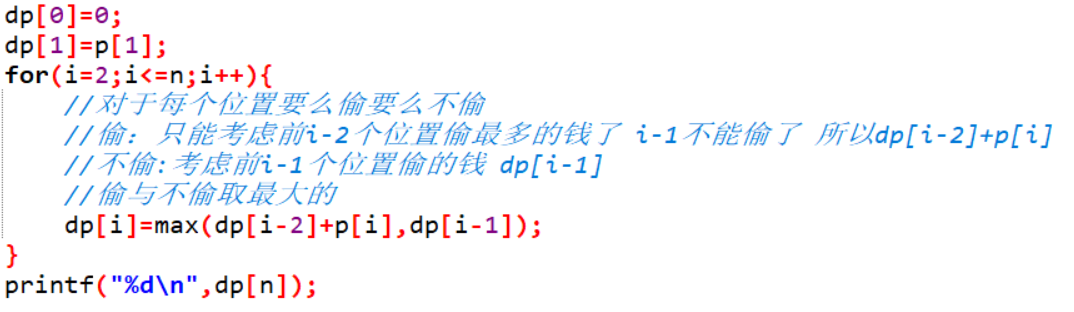 dp[0]=0;
dp[1]=p[1];
for(i=2;i<=n;i++){
//对于每个位置要么偷要么不偷
//偷: 只能考虑前i-2个位置偷最多的钱了 i-1不能偷了 所以dp[i-2]+p[i]
//不偷:考虑前i-1个位置偷的钱 dp[i-1]
//偷与不偷取最大的
dp[i]=max(dp[i-2]+p[i],dp[i-1]);
}
printf("%d\n",dp[n]);